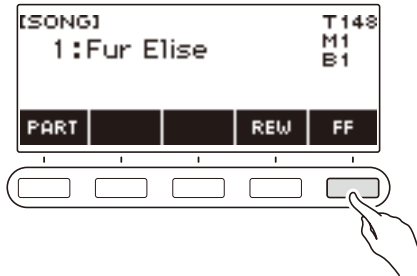 [SONG]
T148
1:Fur Elise
M1
B1
PART
REW
FF